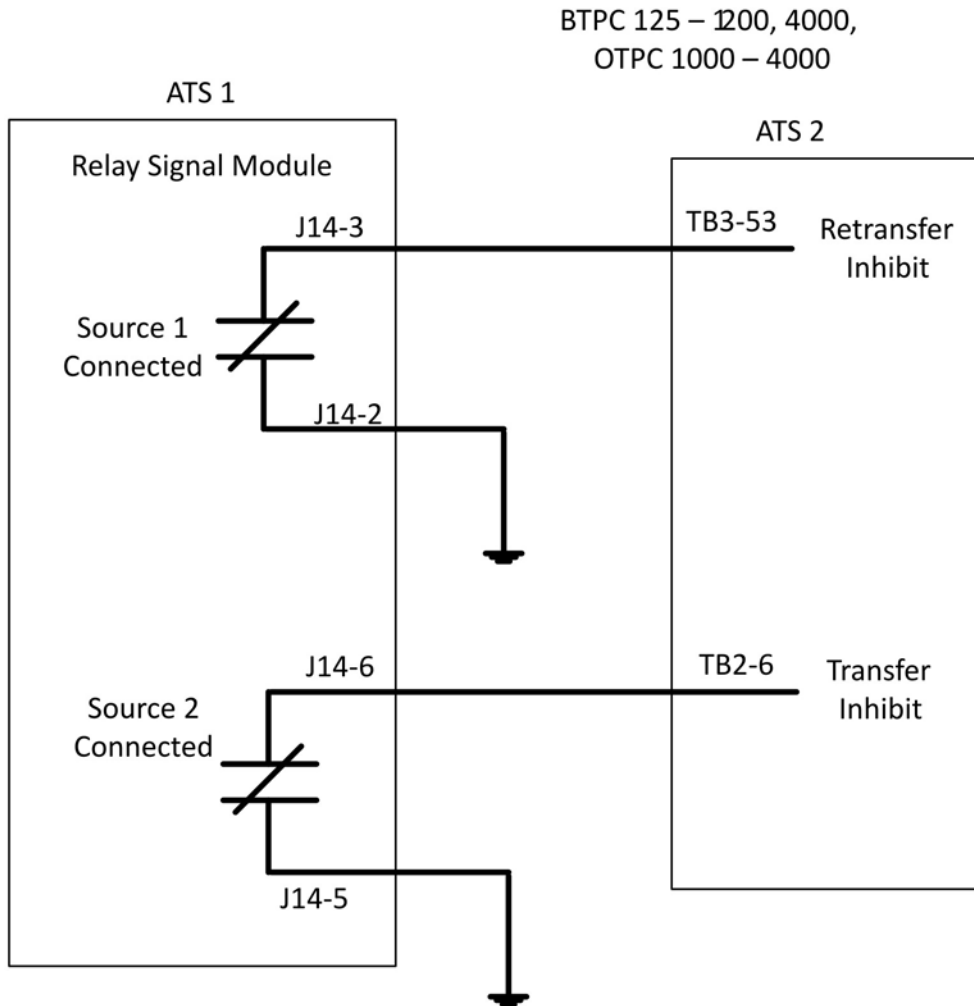 BTPC 125 – 1200, 4000,
OTPC 1000 – 4000
ATS 1
ATS 2
Relay Signal Module
J14-3
TB3-53
Retransfer
Inhibit
Source 1
Connected
J14-2
J14-6
TB2-6
Transfer
Inhibit
Source 2
Connected
J14-5